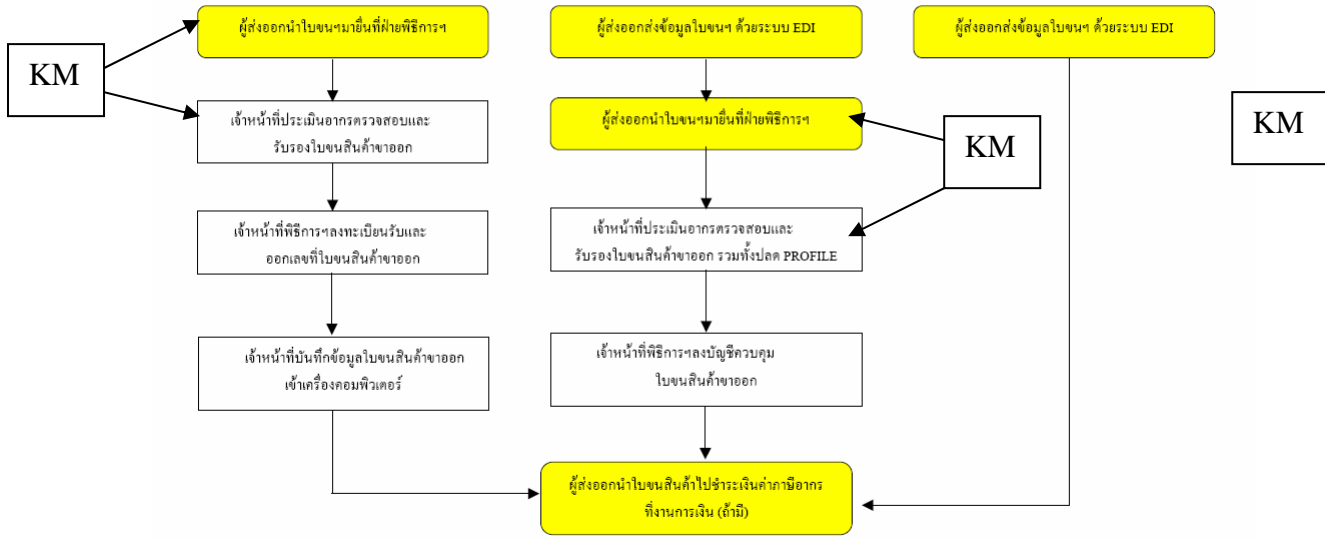 ผู้ส่งออกนำใบขนฯมายื่นที่ฝ่ายพิธีการฯ
ผู้ส่งออกส่งข้อมูลใบขนฯ ด้วยระบบ EDI
ผู้ส่งออกส่งข้อมูลใบขนฯ ด้วยระบบ EDI
KM
เจ้าหน้าที่ประเมินอากรตรวจสอบและ
รับรองใบขนสินค้าขาออก
ผู้ส่งออกนำใบขนฯมายื่นที่ฝ่ายพิธีการฯ
KM
KM
เจ้าหน้าที่พิธีการฯลงทะเบียนรับและ
ออกเลขที่ใบขนสินค้าขาออก
เจ้าหน้าที่ประเมินอากรตรวจสอบและ
รับรองใบขนสินค้าขาออก รวมทั้งปลด PROFILE
เจ้าหน้าที่บันทึกข้อมูลใบขนสินค้าขาออก
เข้าเครื่องคอมพิวเตอร์
เจ้าหน้าที่พิธีการฯลงบัญชีควบคุม
ใบขนสินค้าขาออก
ผู้ส่งออกนำใบขนสินค้าไปชำระเงินค่าภาษีอากร
ที่งานการเงิน (ถ้ามี)